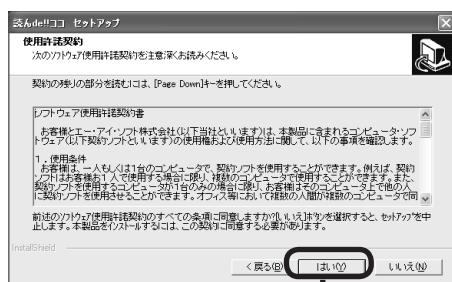 読んde!!ココ セットアップ
使用許諾契約
次のソフトウェア使用許諾契約を注意深くお読みください。
契約の残りの部分を読むには、[Page Down]キーを押してください。
ソフトウェア使用許諾契約書
お客様とエー・アイ・ソフト株式会社(以下当社といいます)は、本製品に含まれるコンピュータ・ソフ
トウェア(以下契約ソフトといいます)の使用権および使用方法に関して、以下の事項を確認します。
1.使用条件
お客様は、一人もしくは1台のコンピュータで、契約ソフトを使用することができます。例えば、契約
ソフトはお客様お1人で使用する場合に限り、複数のコンピュータで使用することができます。また、
契約ソフトを使用するコンピュータが1台のみの場合に限り、お客様はそのコンピュータ上で他の人
に契約ソフトを使用させることができます。オフィス等において複数の人間が複数のコンピュータで同
前述のソフトウェア使用許諾契約のすべての条項に同意しますか?[いいえ]ボタンを選択すると、セットアップを中
止します。本製品をインストールするには、この契約に同意する必要があります。
InstallShield
< 戻る(B)
はい(Y)
いいえ(N)